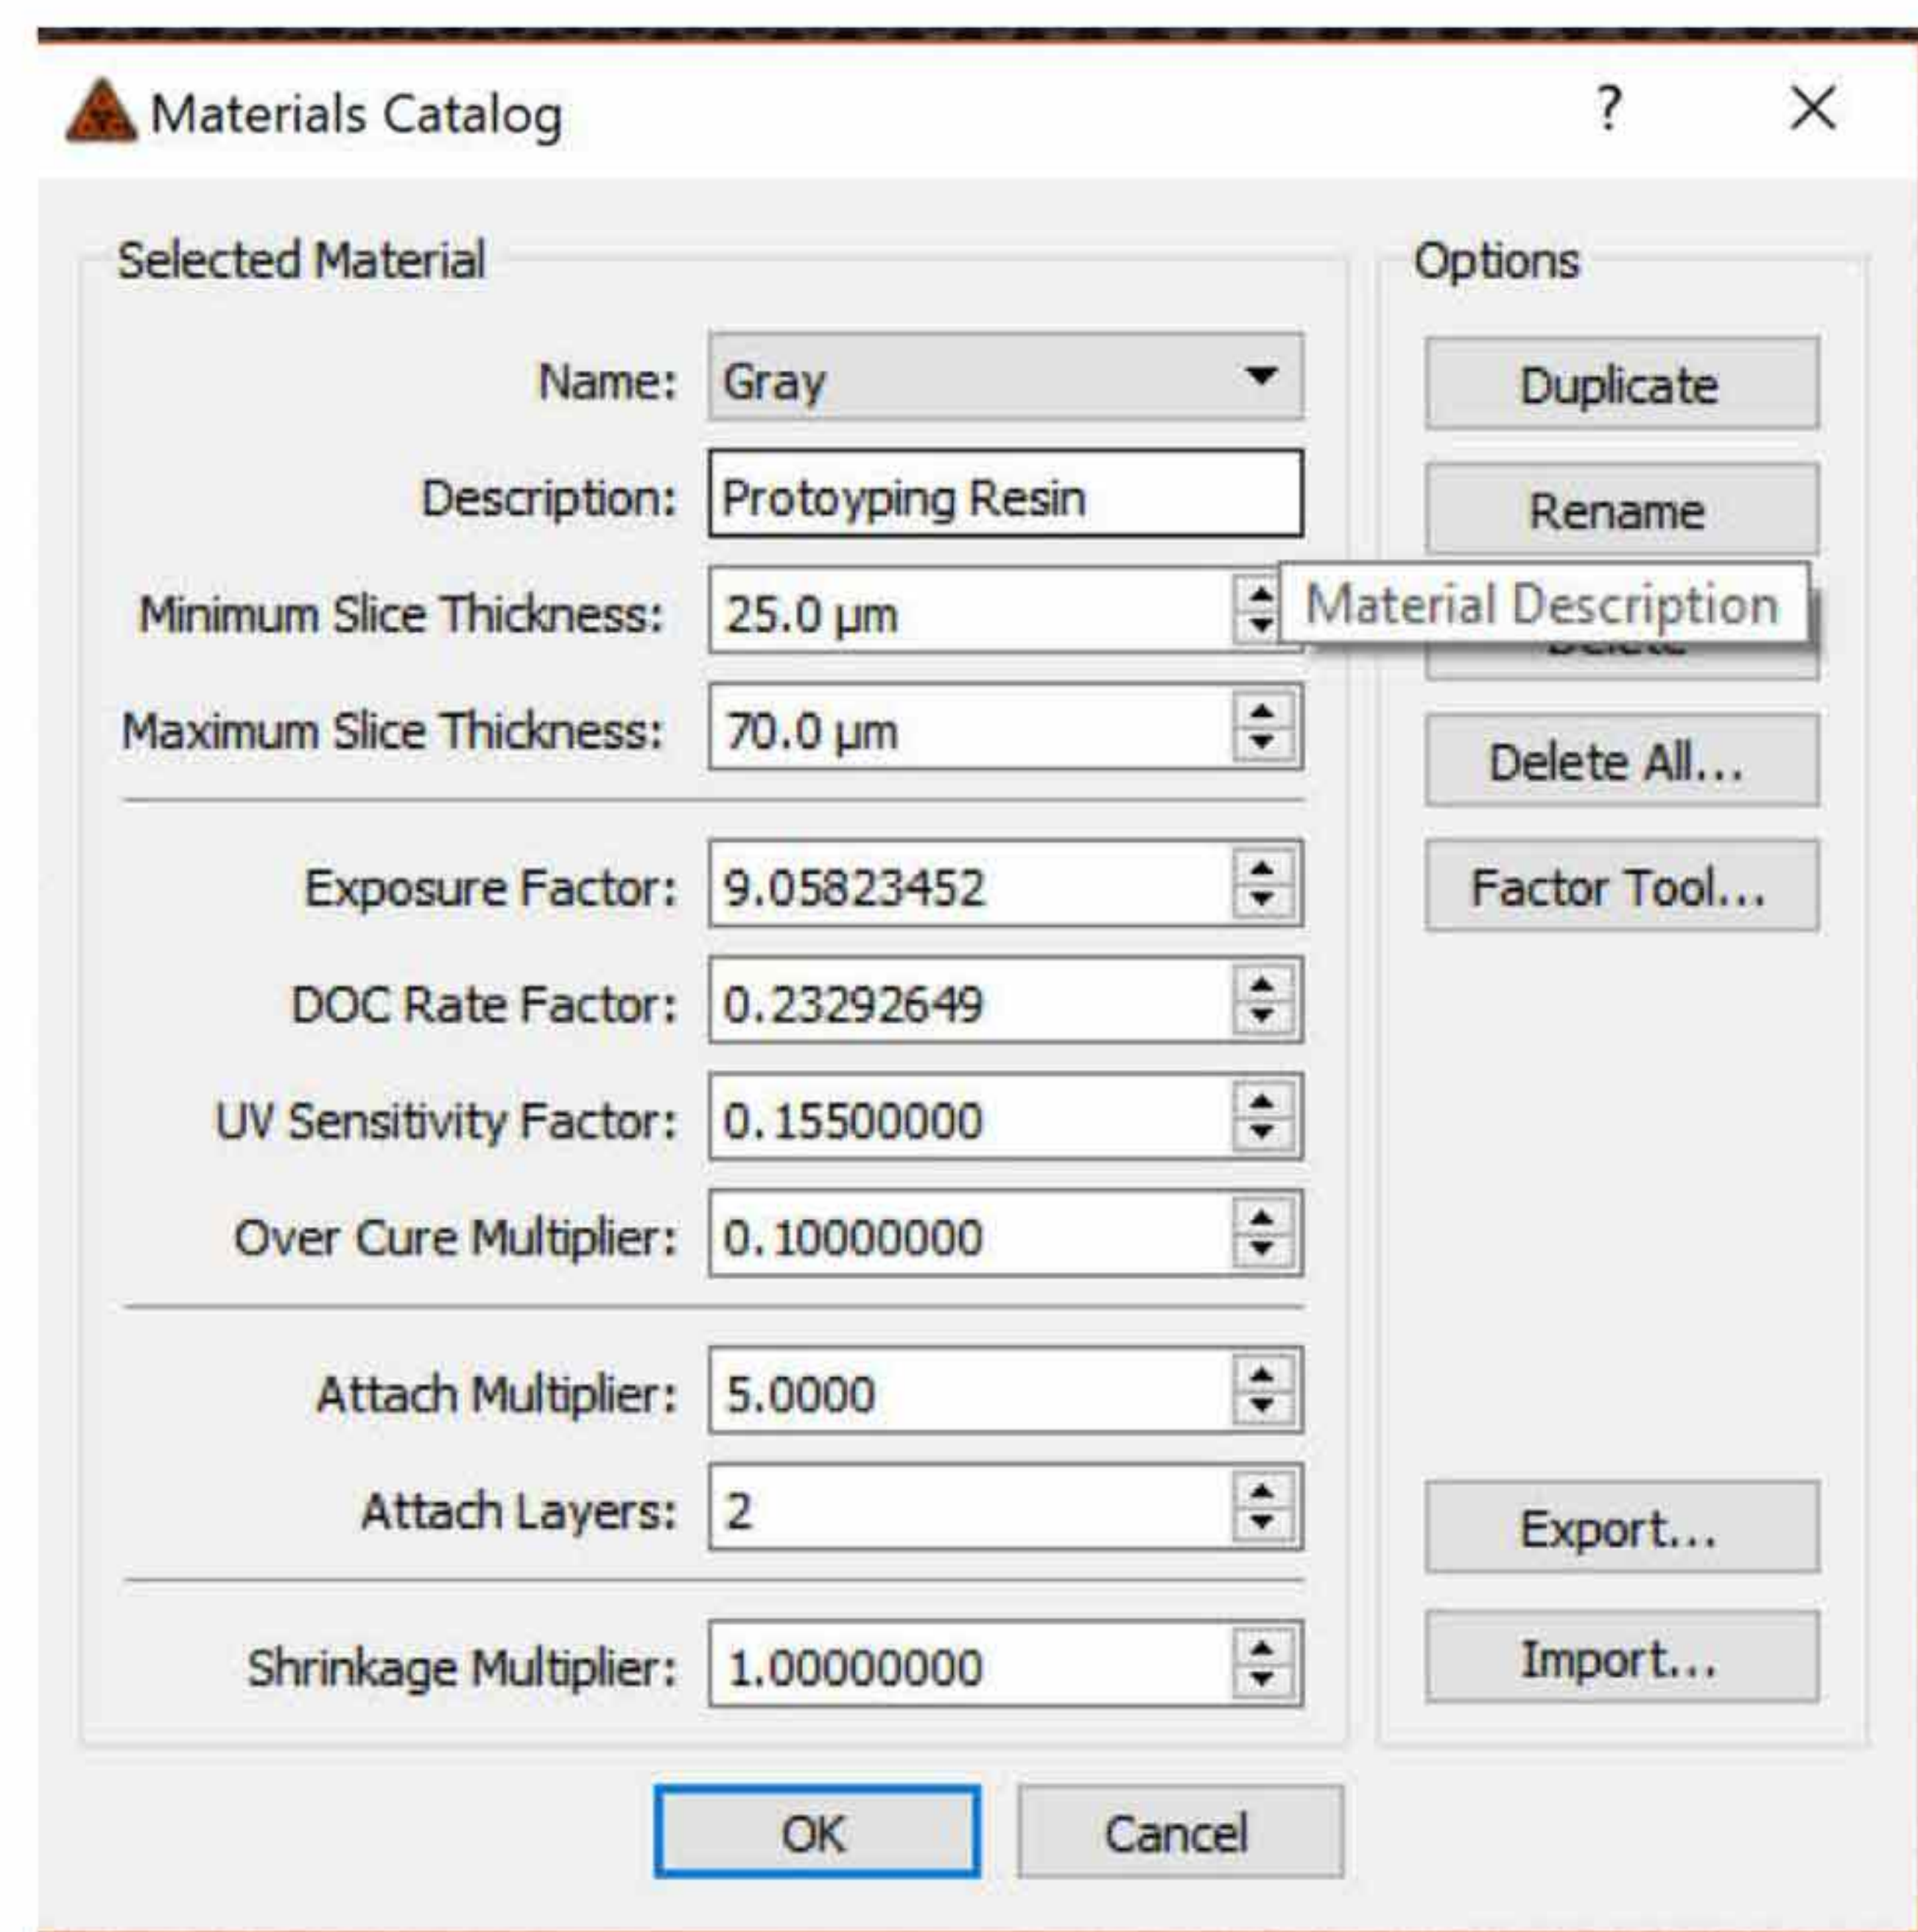 Materials Catalog
?
Selected Material
Name: Gray
Description: Protoyping Resin
Minimum Slice Thickness: 25.0 µm
Maximum Slice Thickness: 70.0 µm
Exposure Factor: 9.05823452
DOC Rate Factor: 0.23292649
UV Sensitivity Factor: 0.15500000
Over Cure Multiplier: 0.10000000
Attach Multiplier: 5.0000
Attach Layers: 2
Shrinkage Multiplier: 1.00000000
Options
Duplicate
Rename
Material Description
Delete All...
Factor Tool...
Export...
Import...
OK
Cancel